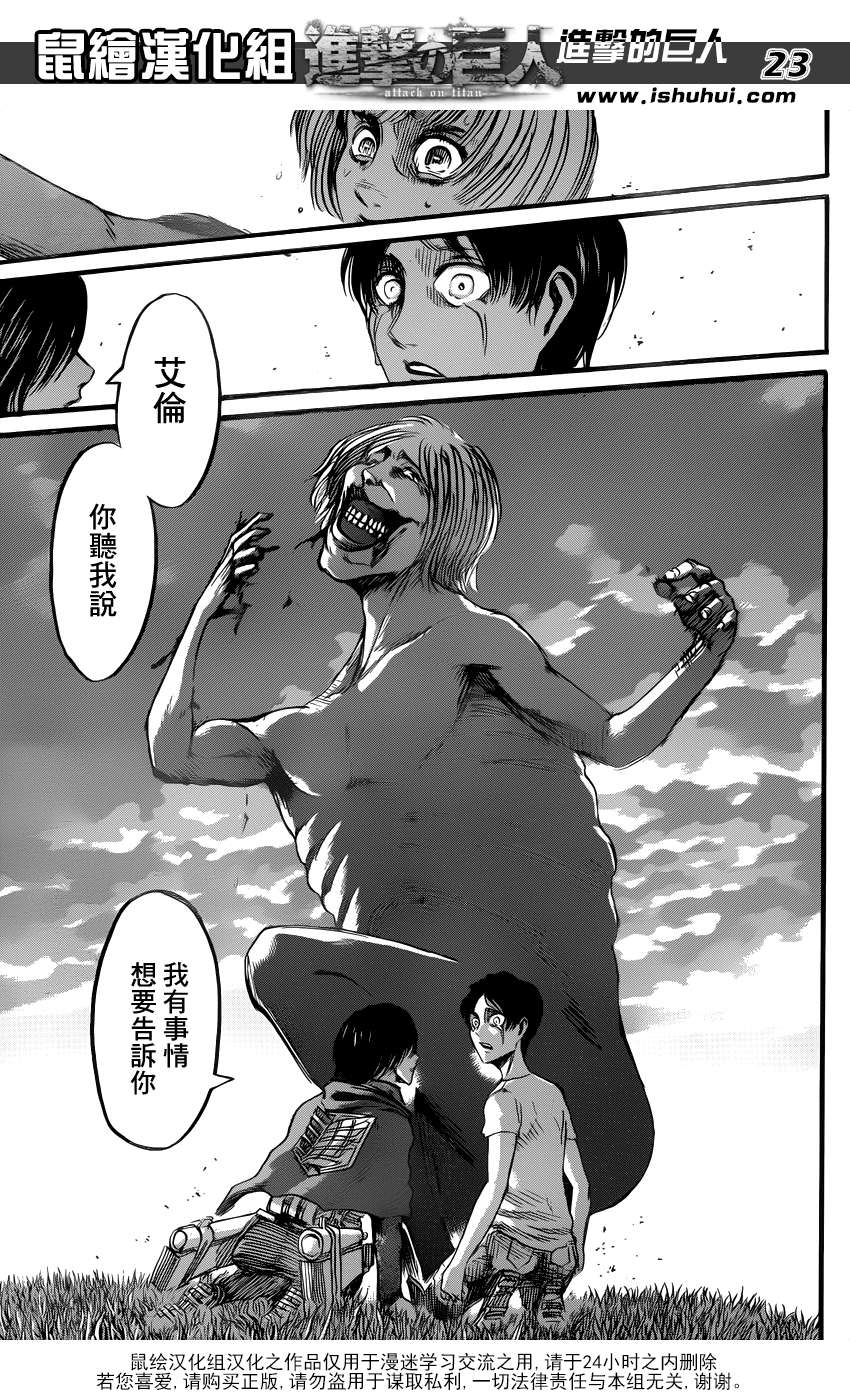 鼠繪漢化組
進撃の巨人
attack on titan
進擊的巨人
23
www.ishuhui.com
艾倫
你聽我說
我有事情
想要告訴你
鼠绘汉化组汉化之作品仅用于漫迷学习交流之用,请于24小时之内删除
若您喜爱,请购买正版,请勿盗用于谋取私利,一切法律责任与本组无关,谢谢。